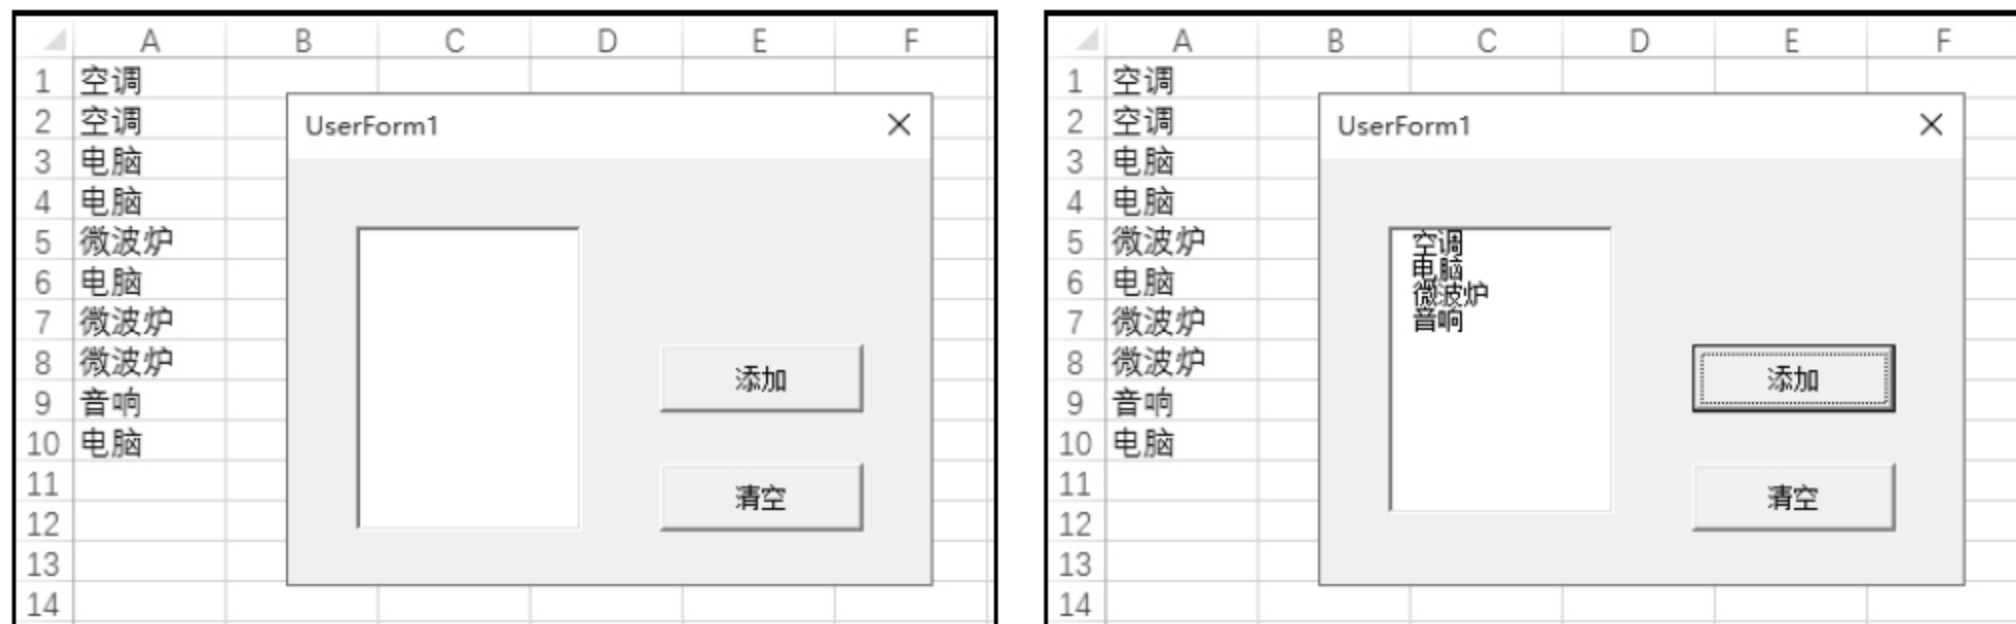 A B C D E F
1 空调
2 空调
UserForm1
3 电脑
4 电脑
5 微波炉
6 电脑
7 微波炉
8 微波炉
添加
9 音响
10 电脑
11
清空
12
13
14
A B C D E F
1 空调
2 空调
UserForm1
3 电脑
4 电脑
5 微波炉
空调
电脑
微波炉
音响
6 电脑
7 微波炉
8 微波炉
添加
9 音响
10 电脑
11
清空
12
13
14